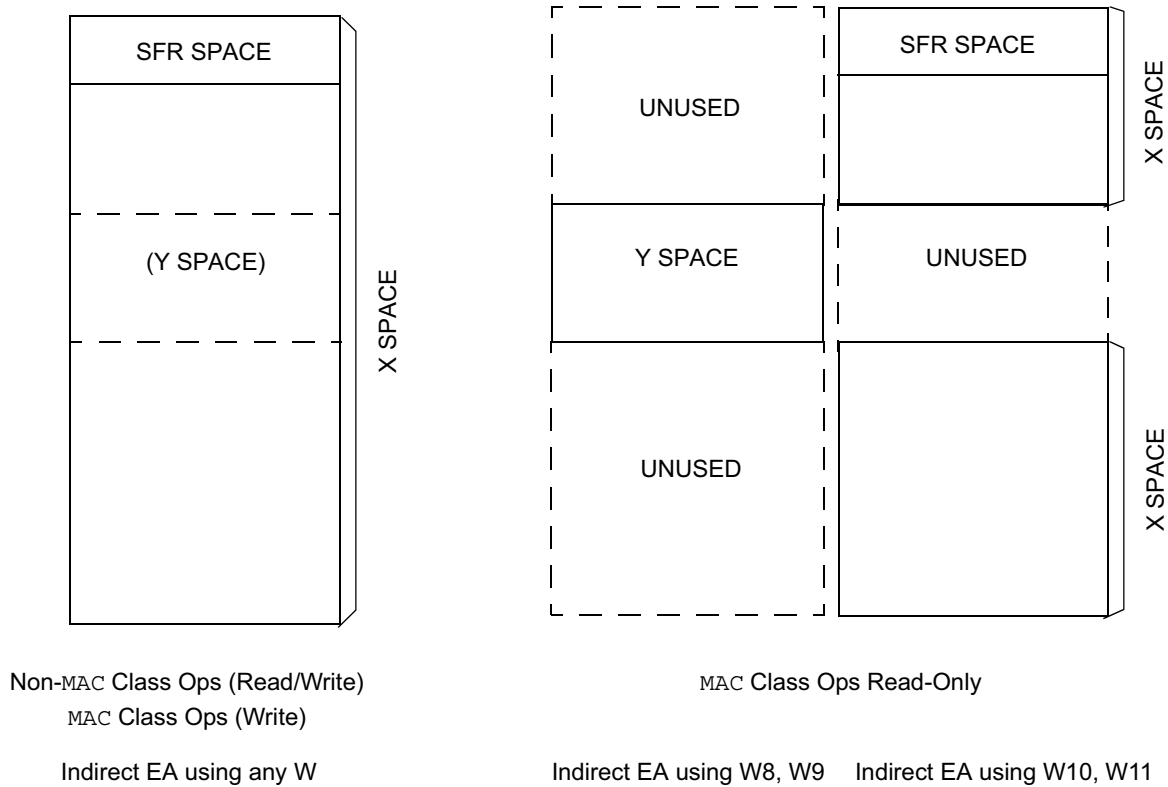 SFR SPACE
(Y SPACE)
X SPACE
UNUSED
Y SPACE
UNUSED
SFR SPACE
X SPACE
UNUSED
X SPACE
Non-MAC Class Ops (Read/Write)
MAC Class Ops (Write)
MAC Class Ops Read-Only
Indirect EA using any W
Indirect EA using W8, W9
Indirect EA using W10, W11